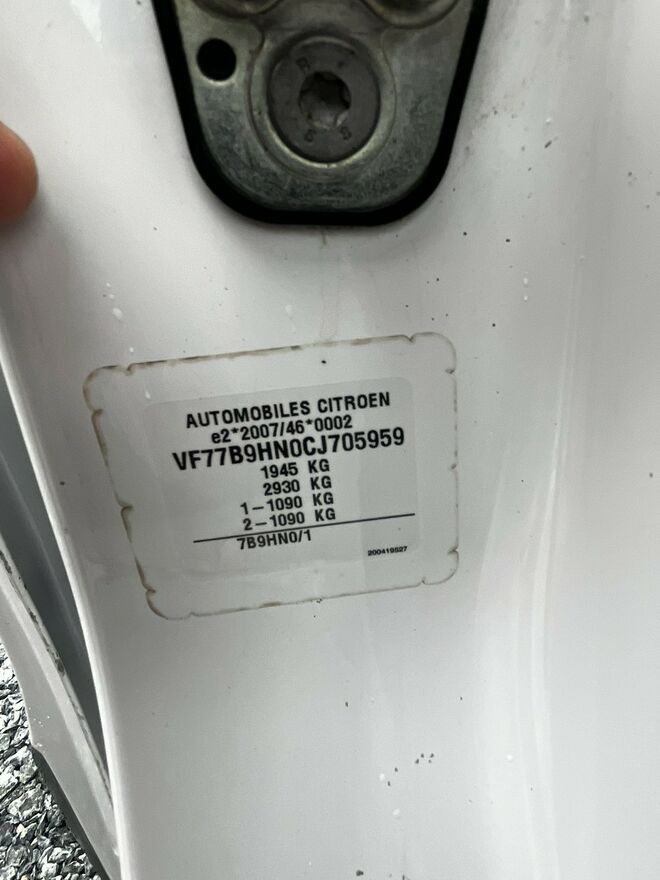 AUTOMOBILES CITROEN
e2*2007/46*0002
VF77B9HN0CJ705959
1945 KG
2930 KG
1-1090 KG
2-1090 KG
7B9HN0/1
200419527